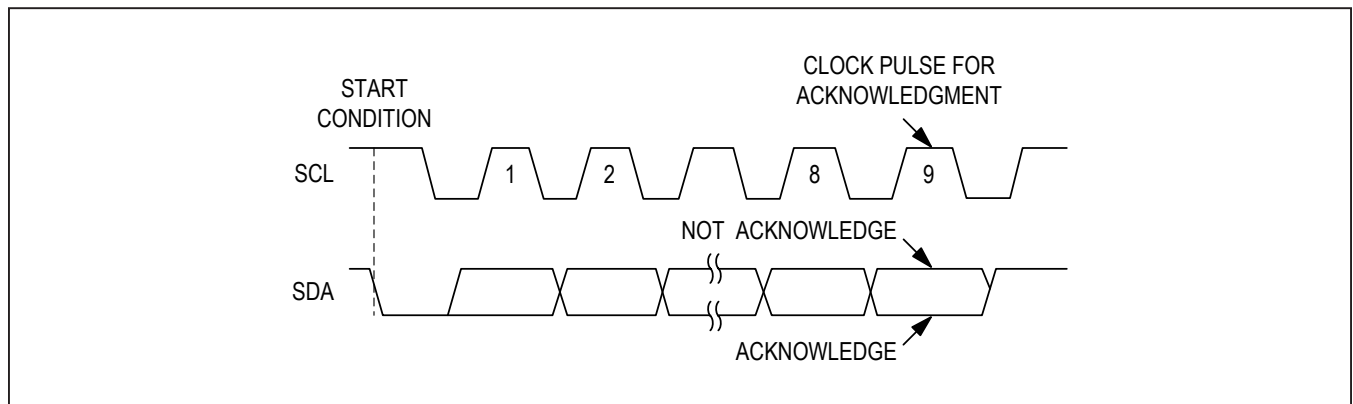 CLOCK PULSE FOR
ACKNOWLEDGMENT
START
CONDITION
SCL
1
2
8
9
NOT ACKNOWLEDGE
SDA
ACKNOWLEDGE